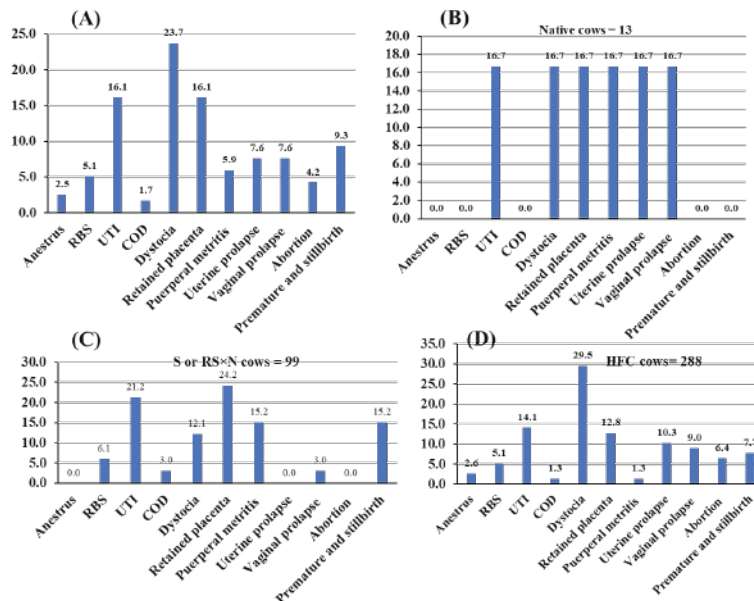 (A)
25.0
20.0
15.0
10.0
5.0
0.0
2.5
5.1
16.1
1.7
23.7
16.1
5.9
7.6
7.6
4.2
9.3
Anestrus
RBS
UTI
COD
Dystocia
Retained placenta
Puerperal metritis
Uterine prolapse
Vaginal prolapse
Abortion
Premature and stillbirth
(B)
Native cows = 13
20.0
18.0
16.0
14.0
12.0
10.0
8.0
6.0
4.0
2.0
0.0
0.0
0.0
16.7
0.0
16.7
16.7
16.7
16.7
16.7
0.0
0.0
Anestrus
RBS
UTI
COD
Dystocia
Retained placenta
Puerperal metritis
Uterine prolapse
Vaginal prolapse
Abortion
Premature and stillbirth
(C)
S or RS×N cows = 99
30.0
25.0
20.0
15.0
10.0
5.0
0.0
0.0
6.1
21.2
3.0
12.1
24.2
15.2
0.0
3.0
0.0
15.2
Anestrus
RBS
UTI
COD
Dystocia
Retained placenta
Puerperal metritis
Uterine prolapse
Vaginal prolapse
Abortion
Premature and stillbirth
(D)
HFC cows= 288
35.0
30.0
25.0
20.0
15.0
10.0
5.0
0.0
2.6
5.1
14.1
1.3
29.5
12.8
1.3
10.3
9.0
6.4
Anestrus
RBS
UTI
COD
Dystocia
Retained placenta
Puerperal metritis
Uterine prolapse
Vaginal prolapse
Abortion
Premature and stillbirth